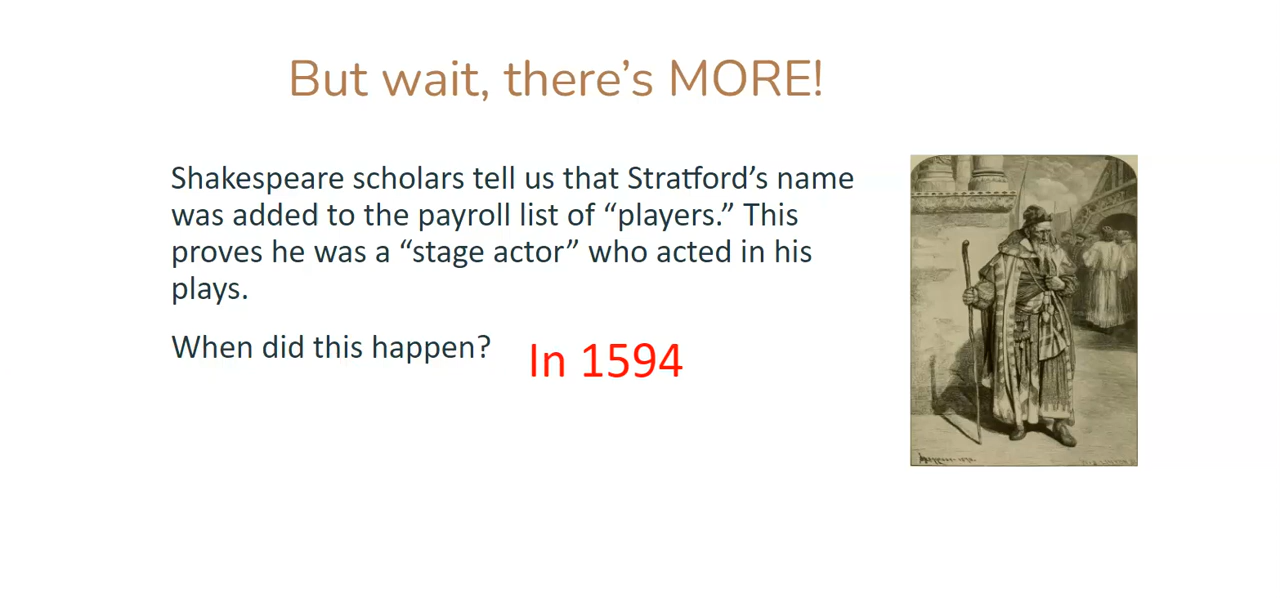 But wait, there’s MORE!
Shakespeare scholars tell us that Stratford’s name
was added to the payroll list of “players.” This
proves he was a “stage actor” who acted in his
plays.
When did this happen?
In 1594